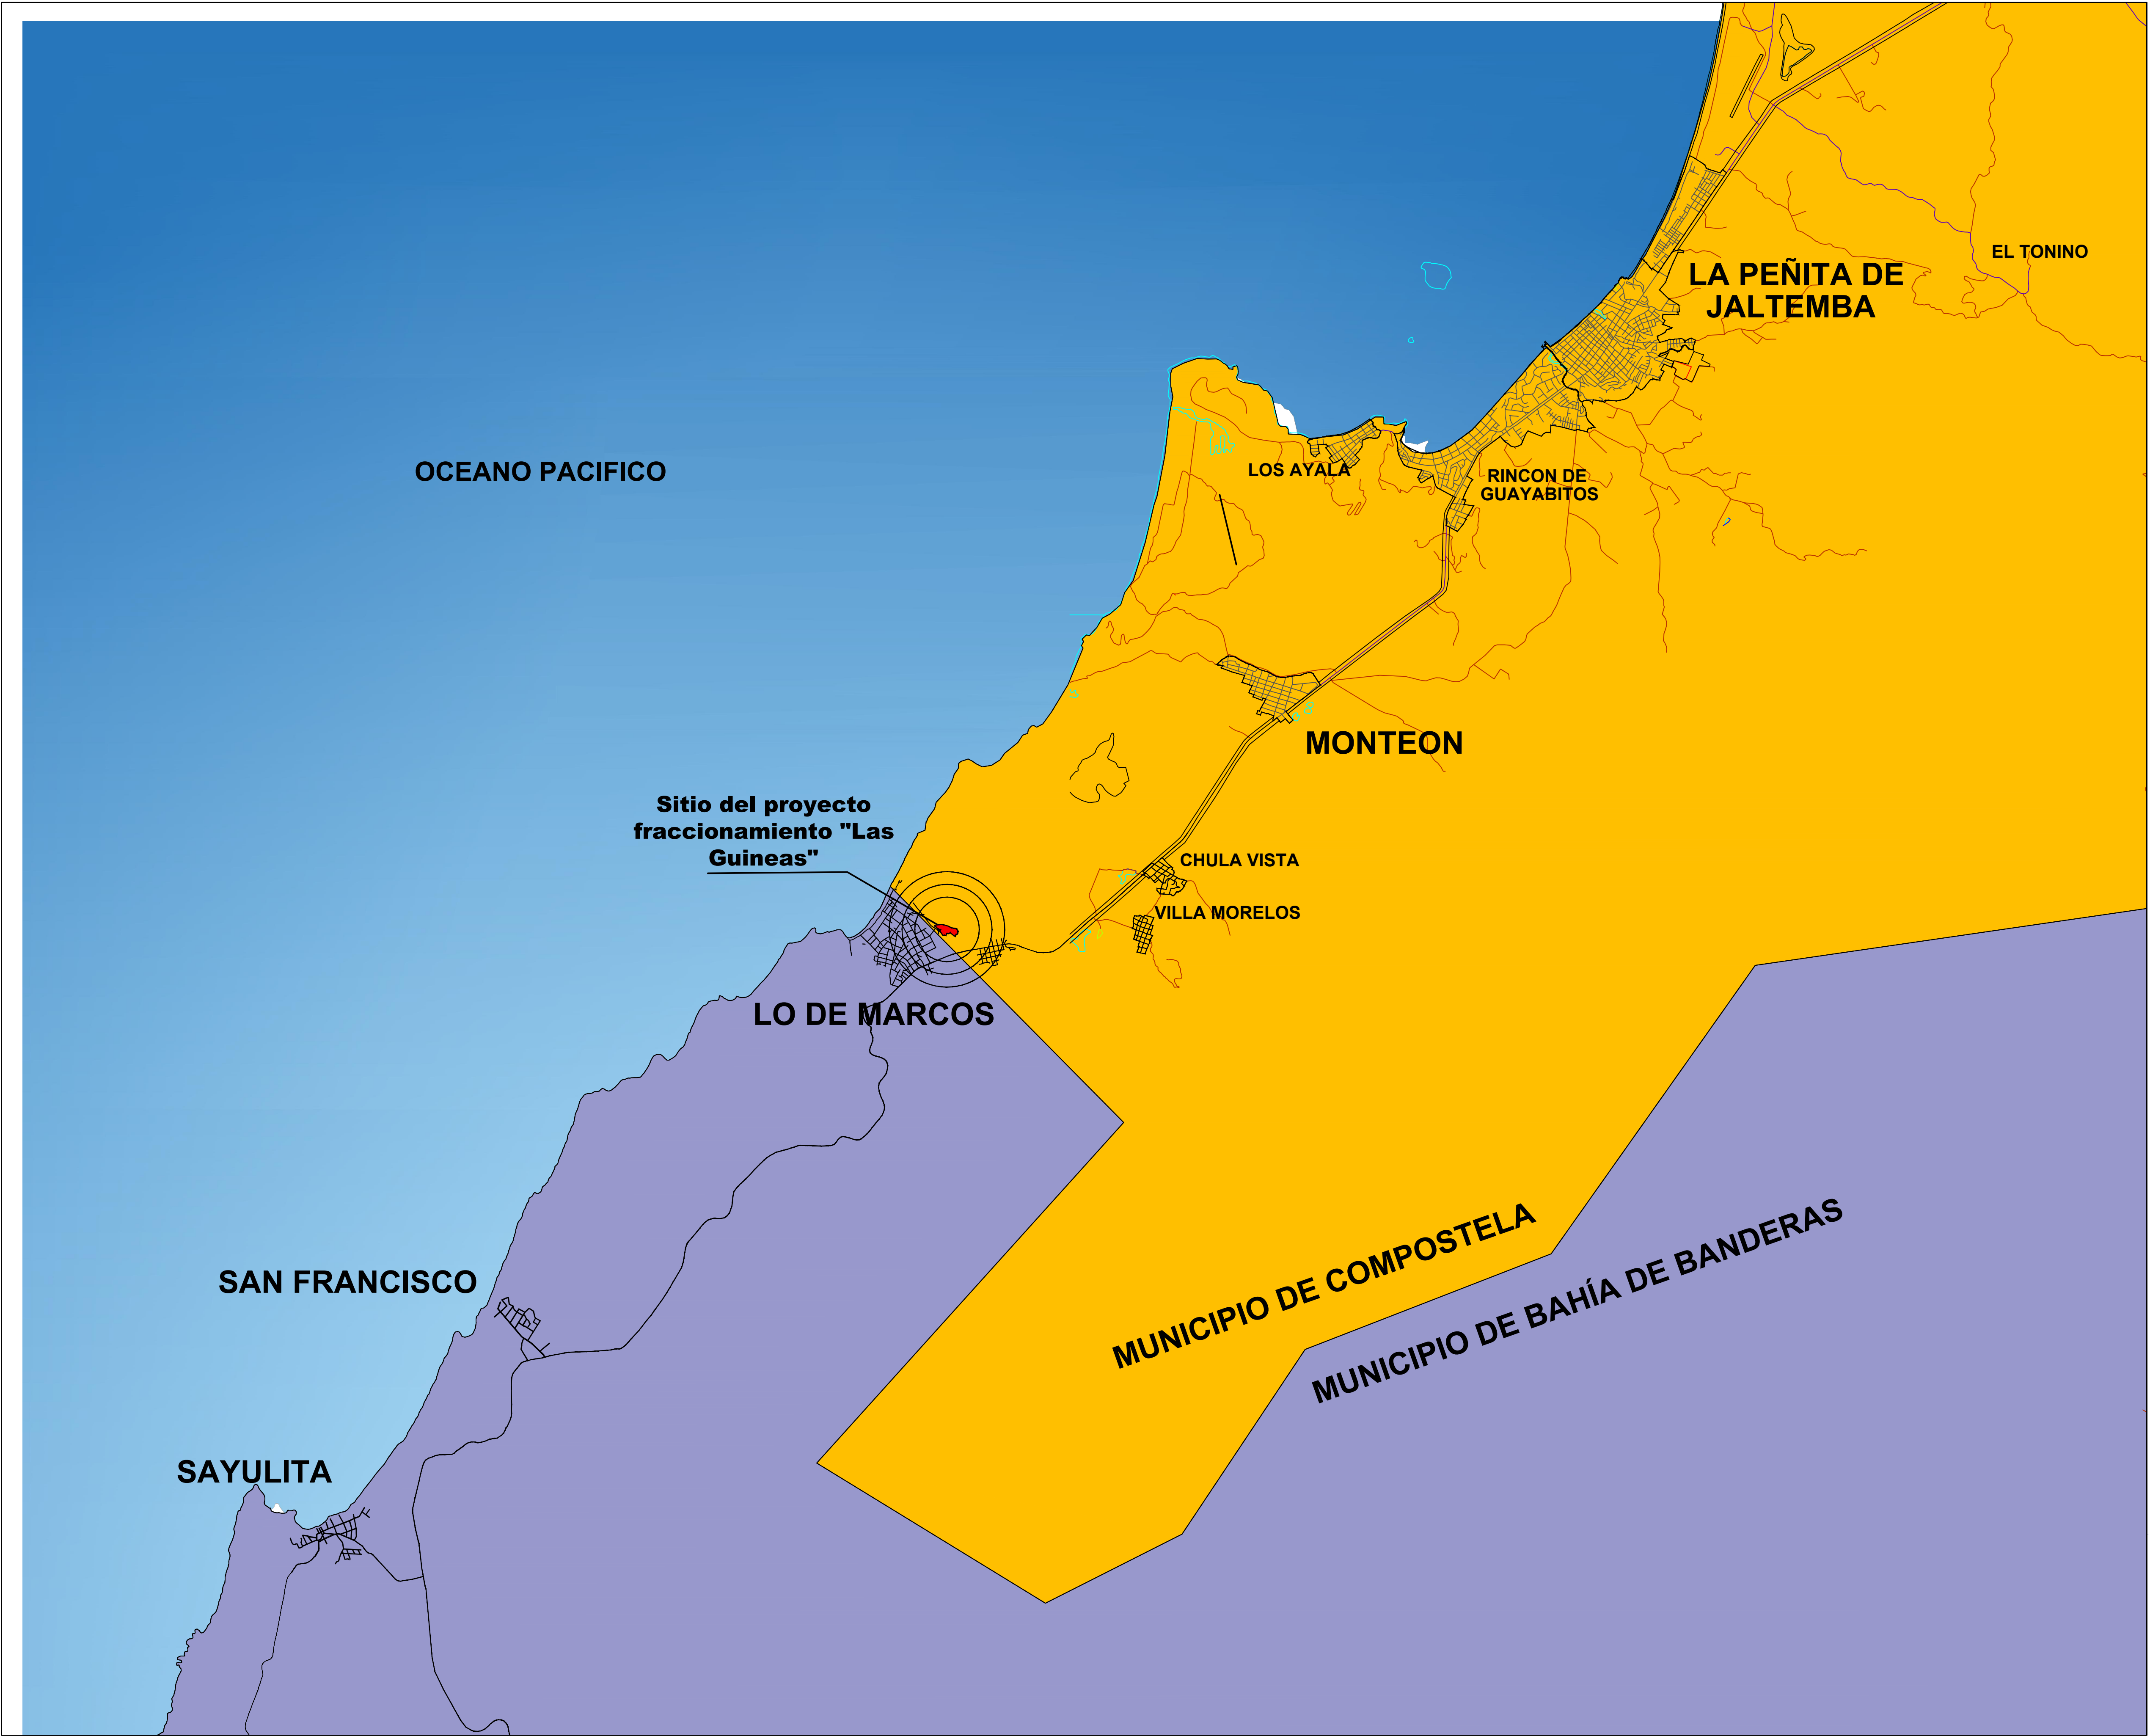 EL TONINO
LA PEÑITA DE
JALTEMBA
OCEANO PACIFICO
LOS AYALA
RINCON DE
GUAYABITOS
MONTEON
Sitio del proyecto
fraccionamiento "Las
Guineas"
CHULA VISTA
VILLA MORELOS
LO DE MARCOS
MUNICIPIO DE COMPOSTELA
MUNICIPIO DE BAHÍA DE BANDERAS
SAN FRANCISCO
SAYULITA